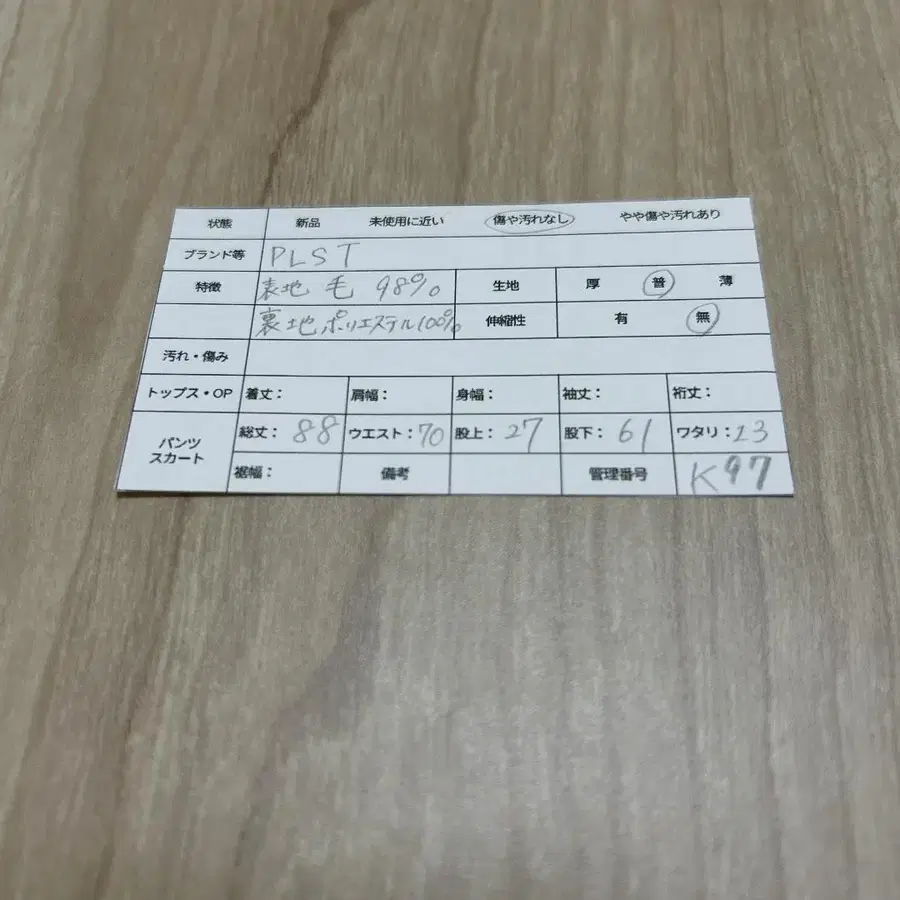 状態 新品 未使用に近い 傷や汚れなし やや傷や汚れあり
ブランド等 PLST
特徴 表地 毛 98% 生地 厚 普 薄
裏地 ポリエステル100% 伸縮性 有 無
汚れ・傷み
トップス・OP 着丈: 肩幅: 身幅: 袖丈: 裄丈:
パンツ スカート 総丈: 88 ウエスト: 70 股上: 27 股下: 61 ワタリ: 23
裾幅: 備考 管理番号 K97